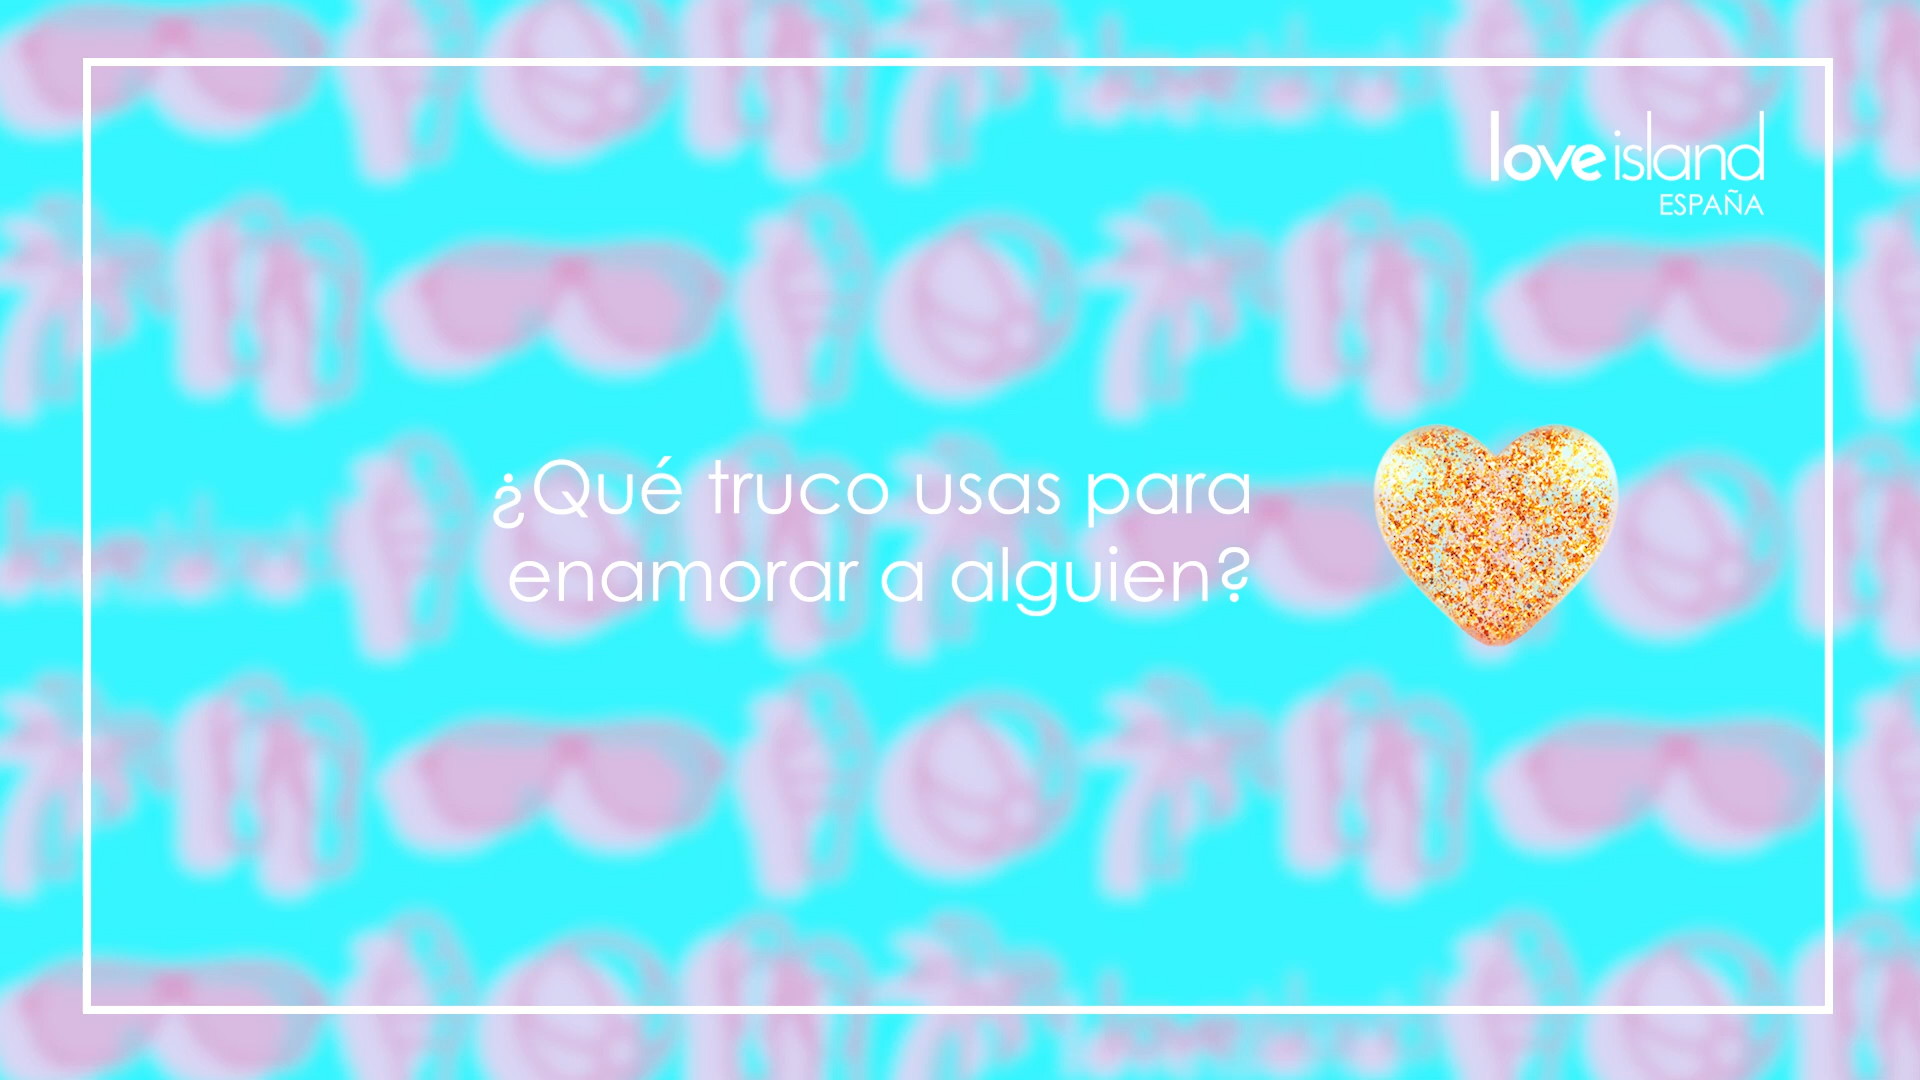 love island
ESPAÑA
¿Qué truco usas para
enamorar a alguien?